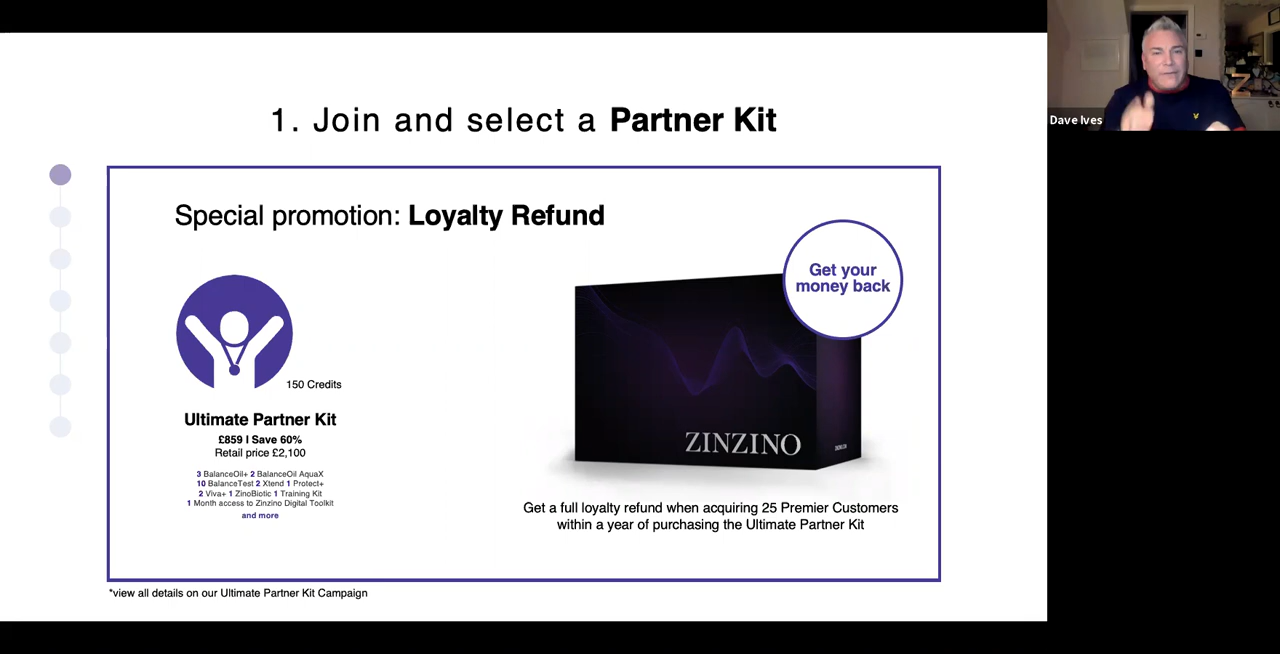 1. Join and select a Partner Kit
Dave Ives
Special promotion: Loyalty Refund
Get your
money back
150 Credits
Ultimate Partner Kit
£859 I Save 60%
Retail price £2,100
3 BalanceOil+ 2 BalanceOil AquaX
10 BalanceTest 2 Xtend 1 Protect+
2 Viva+ 1 ZinoBiotic 1 Training Kit
1 Month access to Zinzino Digital Toolkit
and more
ZINZINO
Get a full loyalty refund when acquiring 25 Premier Customers
within a year of purchasing the Ultimate Partner Kit
*view all details on our Ultimate Partner Kit Campaign